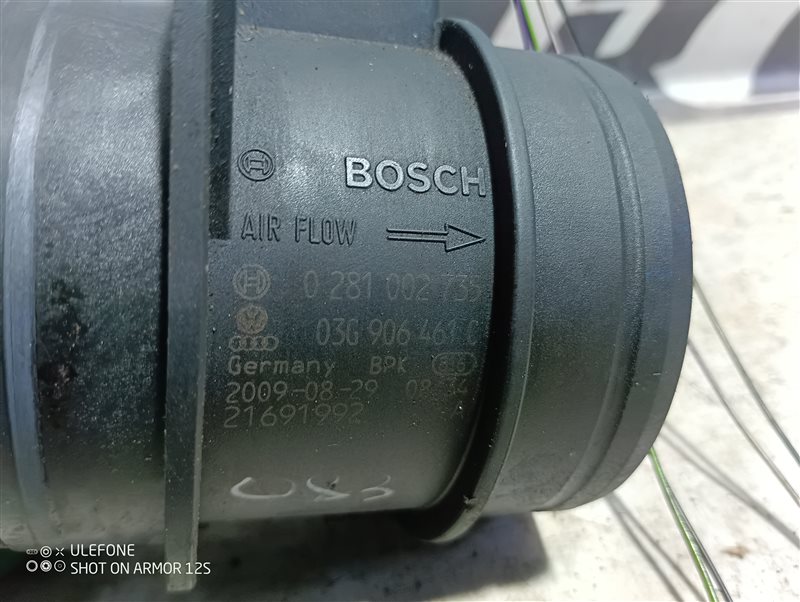 BOSCH
AIR FLOW
0 281 002 735
03G 906 461 C
Germany BPK
2009-08-29 08:34
21691992
ULEFONE
SHOT ON ARMOR 12S